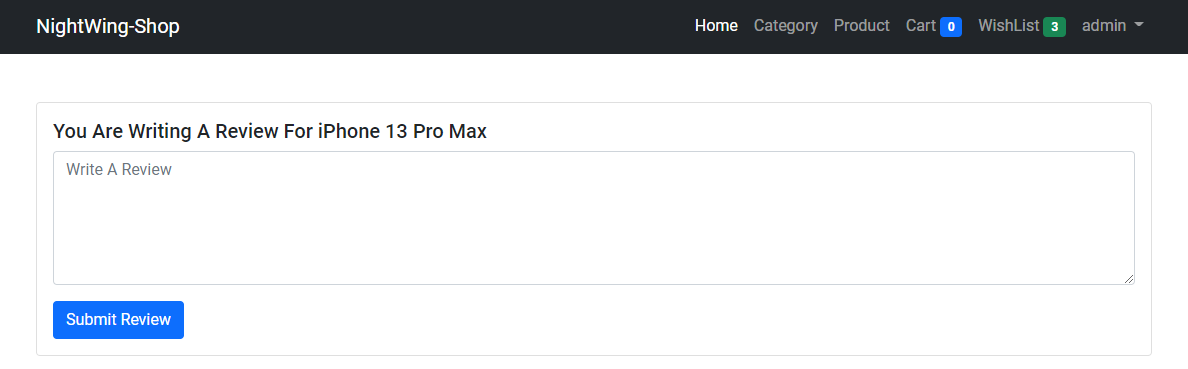 NightWing-Shop Home Category Product Cart 0 WishList 3 admin
You Are Writing A Review For iPhone 13 Pro Max
Write A Review
Submit Review